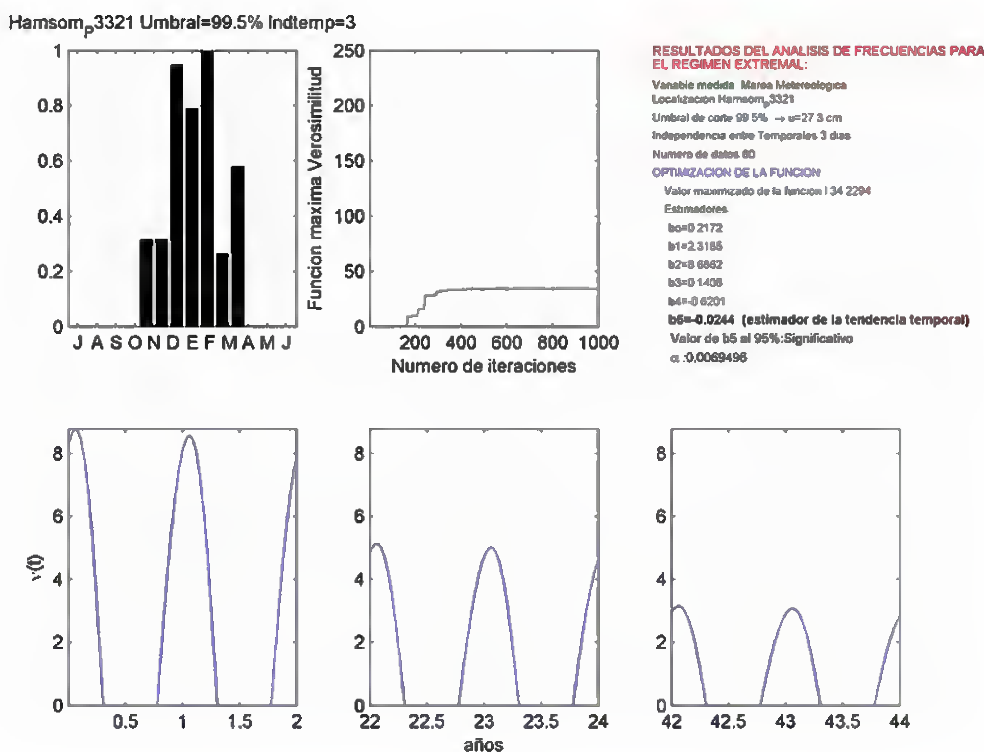 Hamsom_P3321 Umbral=99.5% Indtemp=3
1
0.8
0.6
0.4
0.2
0
J A S O N D E F M A M J
Funcion maxima Verosimilitud
250
200
150
100
50
0
200 400 600 800 1000
Numero de iteraciones
RESULTADOS DEL ANALISIS DE FRECUENCIAS PARA
EL REGIMEN EXTREMAL:
Variable medida Marea Metereologica
Localizacion Hamsom_p3321
Umbral de corte 99 5% → u=27 3 cm
Independencia entre Temporales 3 dias
Numero de datos 60
OPTIMIZACION DE LA FUNCION
Valor maximizado de la funcion l 34 2294
Estimadores
bo=0 2172
b1=2.3185
b2=8 6862
b3=0 1406
b4=-0 6201
b5=-0.0244 (estimador de la tendencia temporal)
Valor de b5 al 95%:Significativo
α :0.0069496
ν(t)
8
6
4
2
0
0.5 1 1.5 2
8
6
4
2
0
22 22.5 23 23.5 24
años
8
6
4
2
0
42 42.5 43 43.5 44